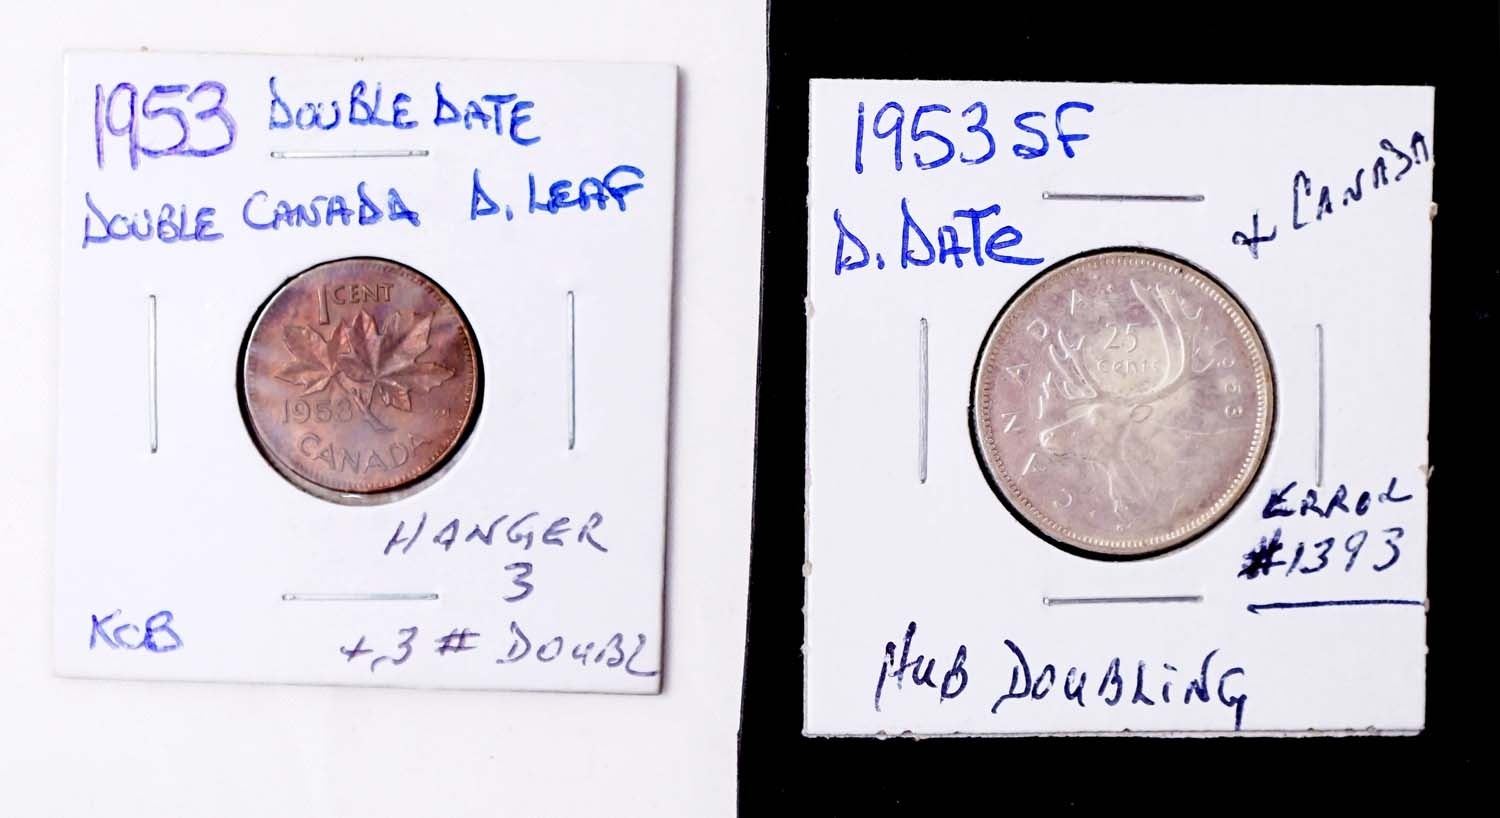 1953 DOUBLE DATE
DOUBLE CANADA D. LEAF
1 CENT
1953
CANADA
HANGER
3
KCB
+,3 # DOUBL
1953 SF
D. DATE
+ CANADA
CANADA
25
cents
1953
ERROR
#1393
HUB DOUBLING